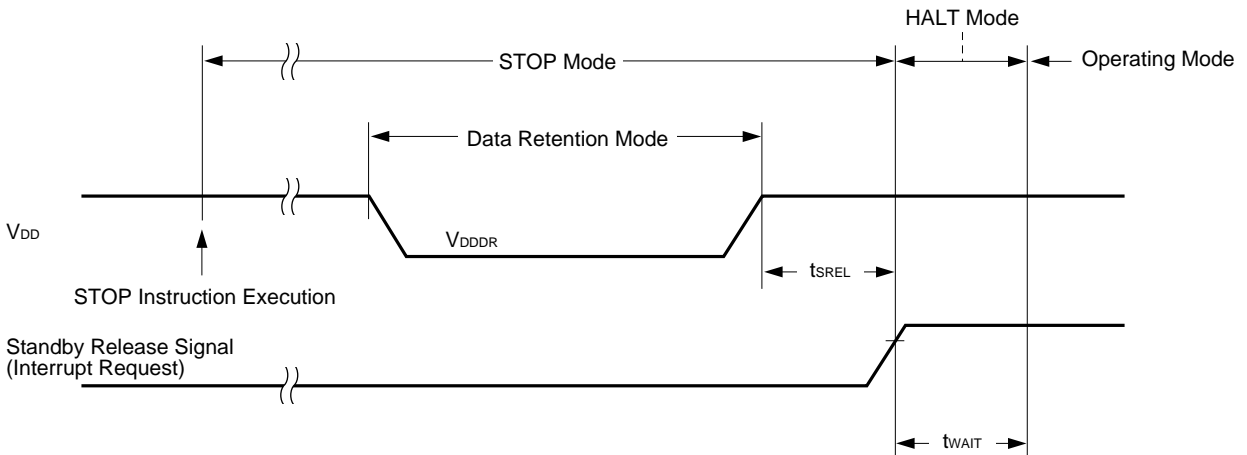 HALT Mode
STOP Mode
Operating Mode
Data Retention Mode
VDD
VDDDR
tSREL
STOP Instruction Execution
Standby Release Signal
(Interrupt Request)
tWAIT